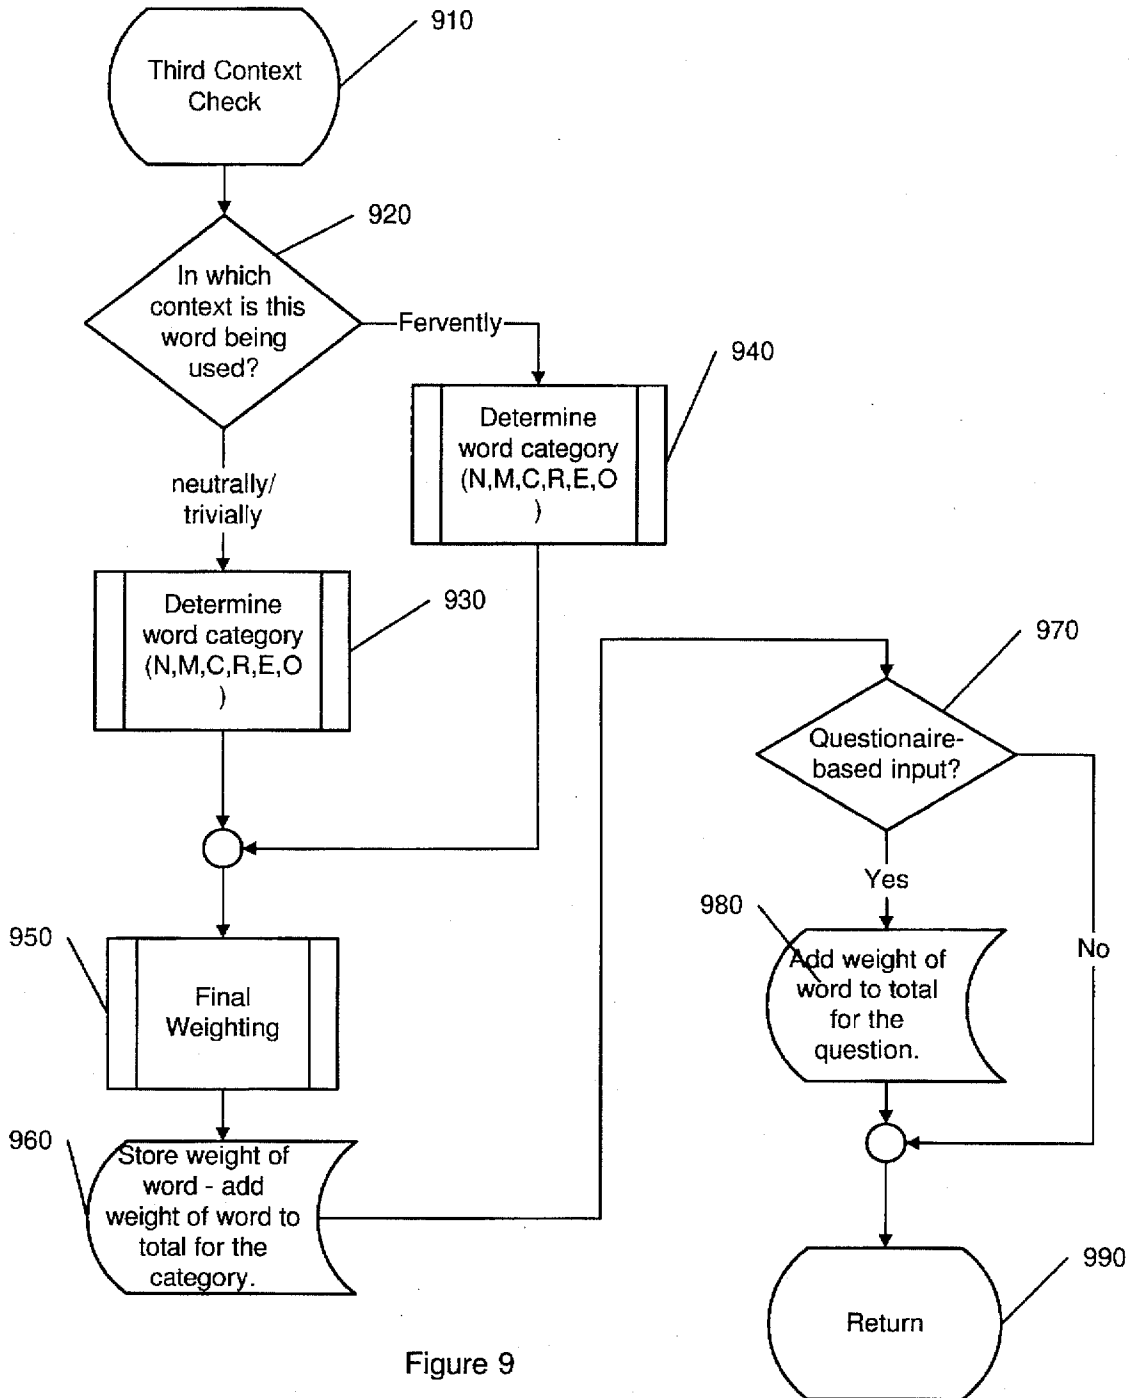 910
Third Context
Check
920
In which
context is this
word being
used?
Fervently
940
Determine
word category
(N,M,C,R,E,O
)
neutrally/
trivially
930
Determine
word category
(N,M,C,R,E,O
)
950
Final
Weighting
960
Store weight of
word - add
weight of word to
total for the
category.
970
Questionaire-
based input?
Yes
No
980
Add weight of
word to total
for the
question.
990
Return
Figure 9